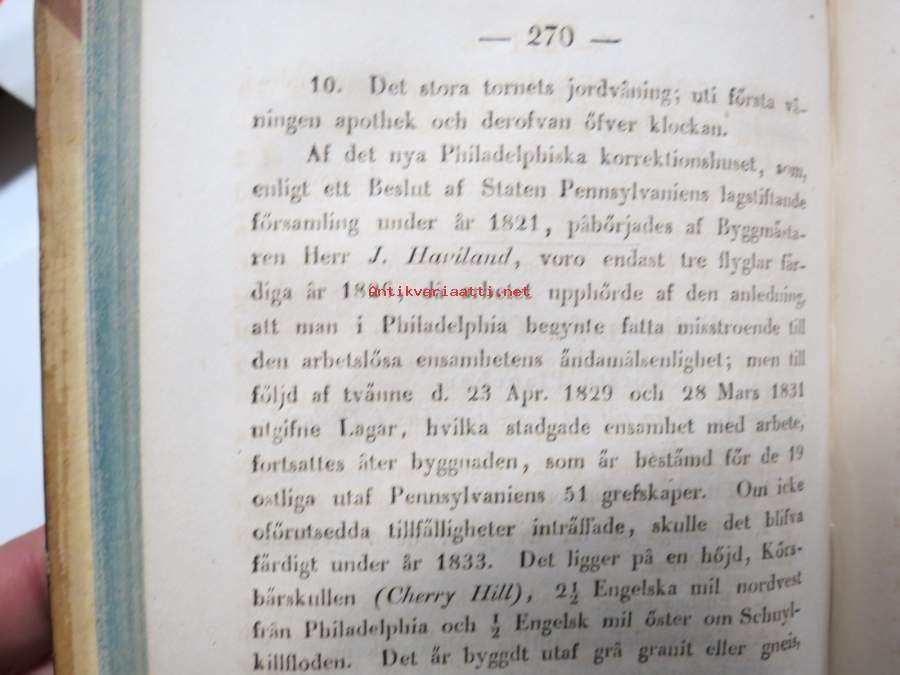 — 270 —
10. Det stora tornets jordvåning; uti första vå-
ningen apothek och derofvan öfver klockan.
Af det nya Philadelphiska korrektionshuset, som,
enligt ett Beslut af Staten Pennsylvaniens lagstiftande
församling under år 1821, påbörjades af Byggmästa-
ren Herr J. Haviland, voro endast tre flyglar fär-
diga år upphörde af den anledning,
Antikvariaatti.net
att man i Philadelphia begynte fatta misstroende till
den arbetslösa ensamhetens ändamålsenlighet; men till
följd af tvänne d. 23 Apr. 1829 och 28 Mars 1831
utgifne Lagar, hvilka stadgade ensamhet med arbete,
fortsattes åter byggnaden, som är bestämd för de 19
ostliga utaf Pennsylvaniens 51 grefskaper. Om icke
oförutsedda tillfälligheter inträffade, skulle det blifva
färdigt under år 1833. Det ligger på en höjd, Körs-
bärskullen (Cherry Hill), 2½ Engelska mil nordvest
från Philadelphia och ½ Engelsk mil öster om Schuyl-
killfloden. Det är byggdt utaf grå granit eller gneis,